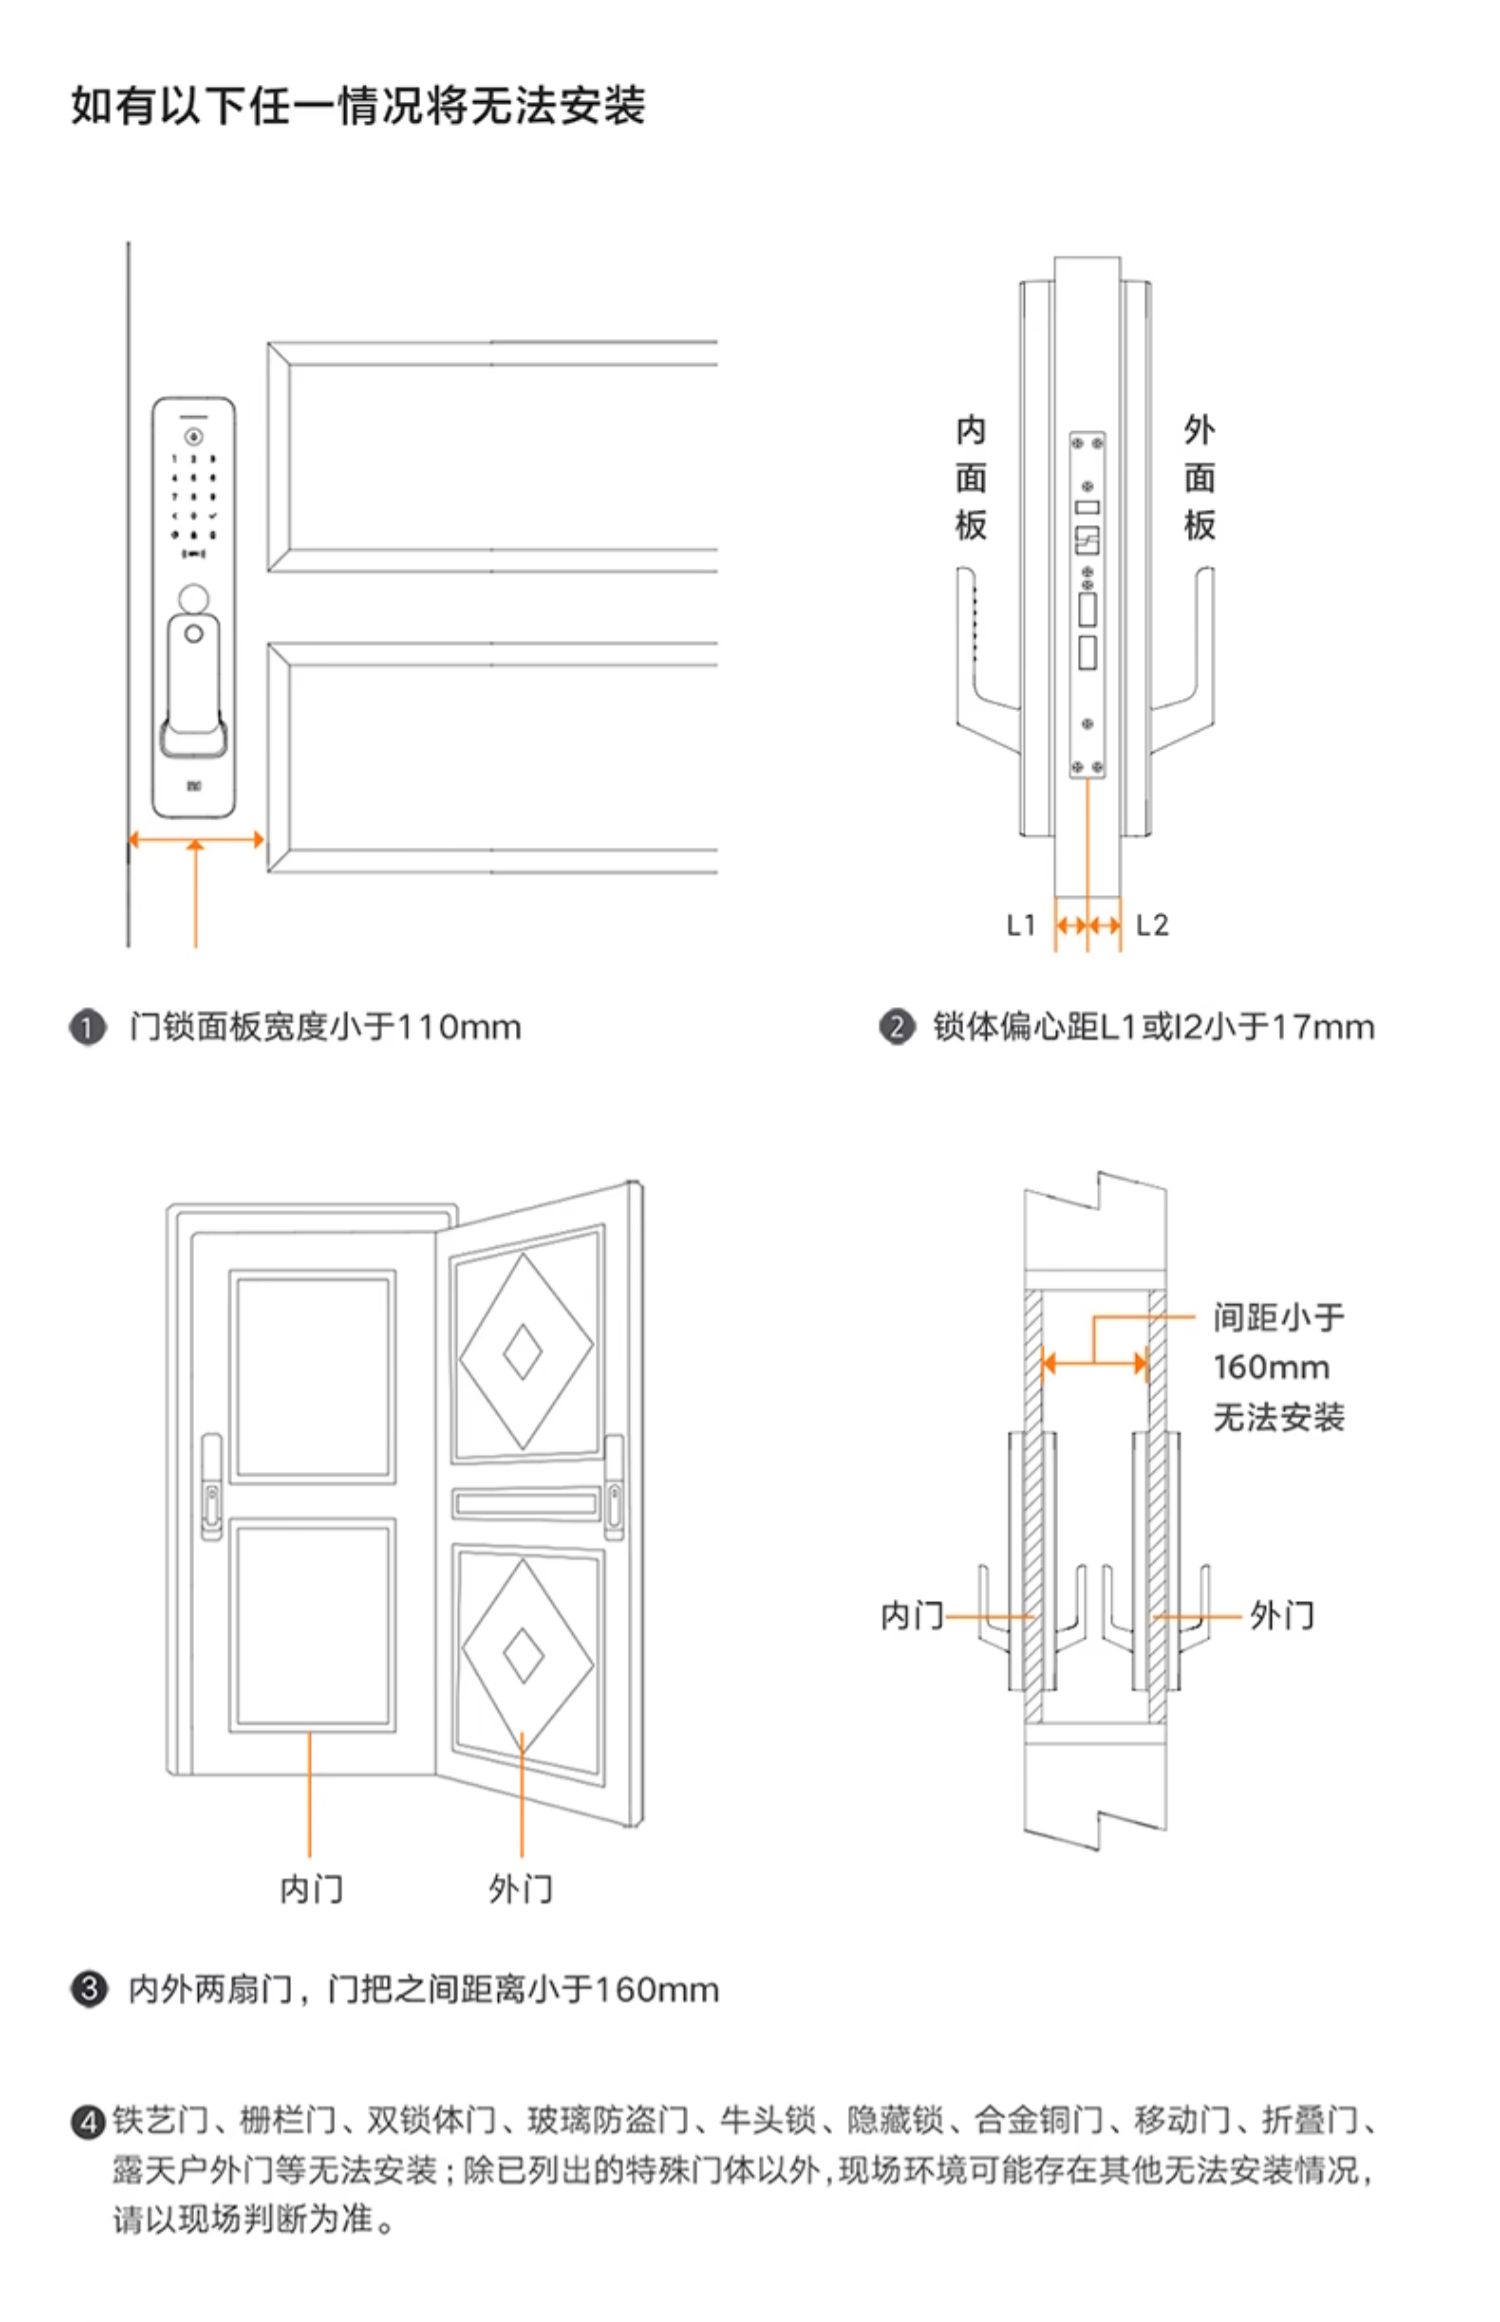 如有以下任一情况将无法安装
内面板
外面板
L1
L2
1 门锁面板宽度小于110mm
2 锁体偏心距L1或l2小于17mm
间距小于
160mm
无法安装
内门
外门
内门
外门
3 内外两扇门，门把之间距离小于160mm
4 铁艺门、栅栏门、双锁体门、玻璃防盗门、牛头锁、隐藏锁、合金铜门、移动门、折叠门、
露天户外门等无法安装；除已列出的特殊门体以外，现场环境可能存在其他无法安装情况，
请以现场判断为准。